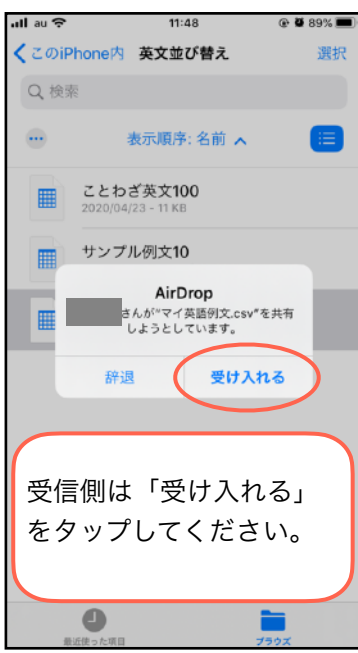 au 11:48 89%
このiPhone内 英文並び替え 選択
検索
表示順序: 名前
ことわざ英文100
2020/04/23 - 11 KB
サンプル例文10
AirDrop
さんが"マイ英語例文.csv"を共有
しようとしています。
辞退 受け入れる
受信側は「受け入れる」
をタップしてください。
最近使った項目 ブラウズ